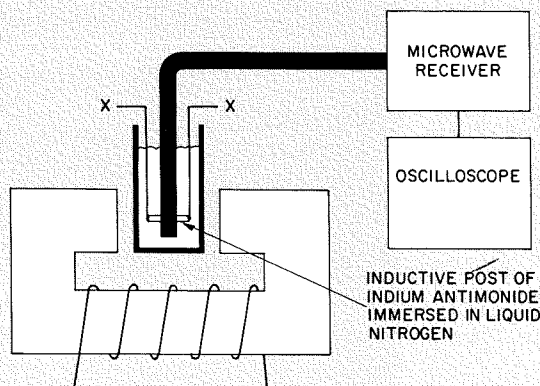 MICROWAVE
RECEIVER
X
X
OSCILLOSCOPE
INDUCTIVE POST OF
INDIUM ANTIMONIDE
IMMERSED IN LIQUID
NITROGEN